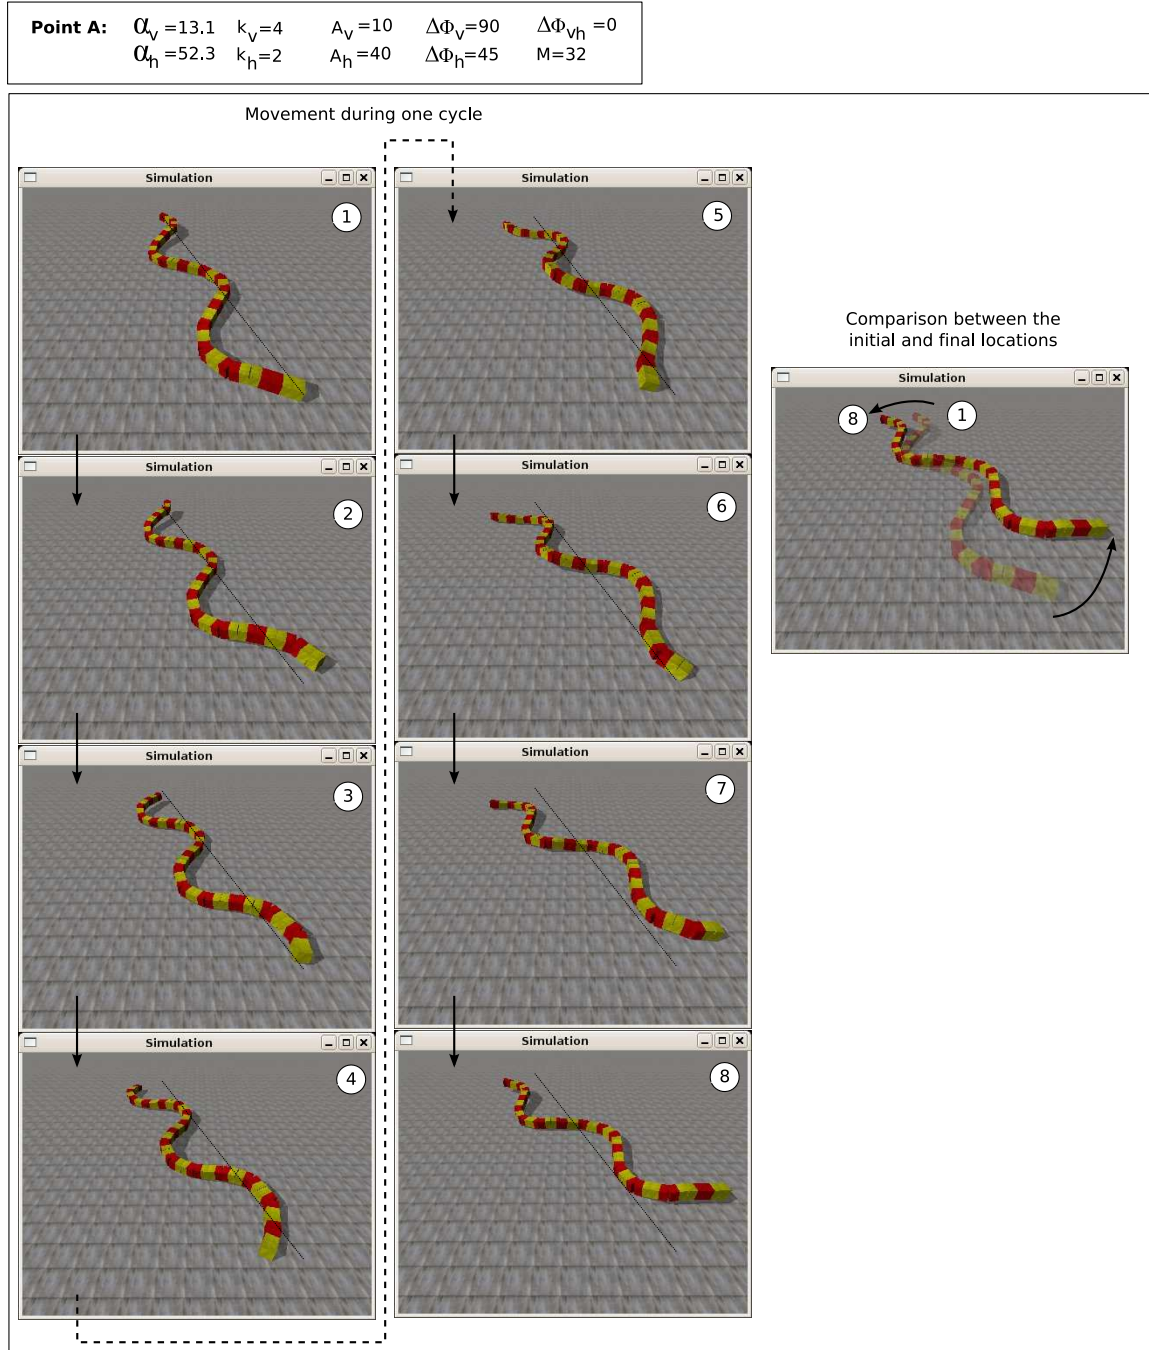 Point A: αv=13.1 kv=4 Av=10 ΔΦv=90 ΔΦvh=0
αh=52.3 kh=2 Ah=40 ΔΦh=45 M=32
Movement during one cycle
Simulation
1
Simulation
2
Simulation
3
Simulation
4
Simulation
5
Simulation
6
Simulation
7
Simulation
8
Comparison between the
initial and final locations
Simulation
8 1